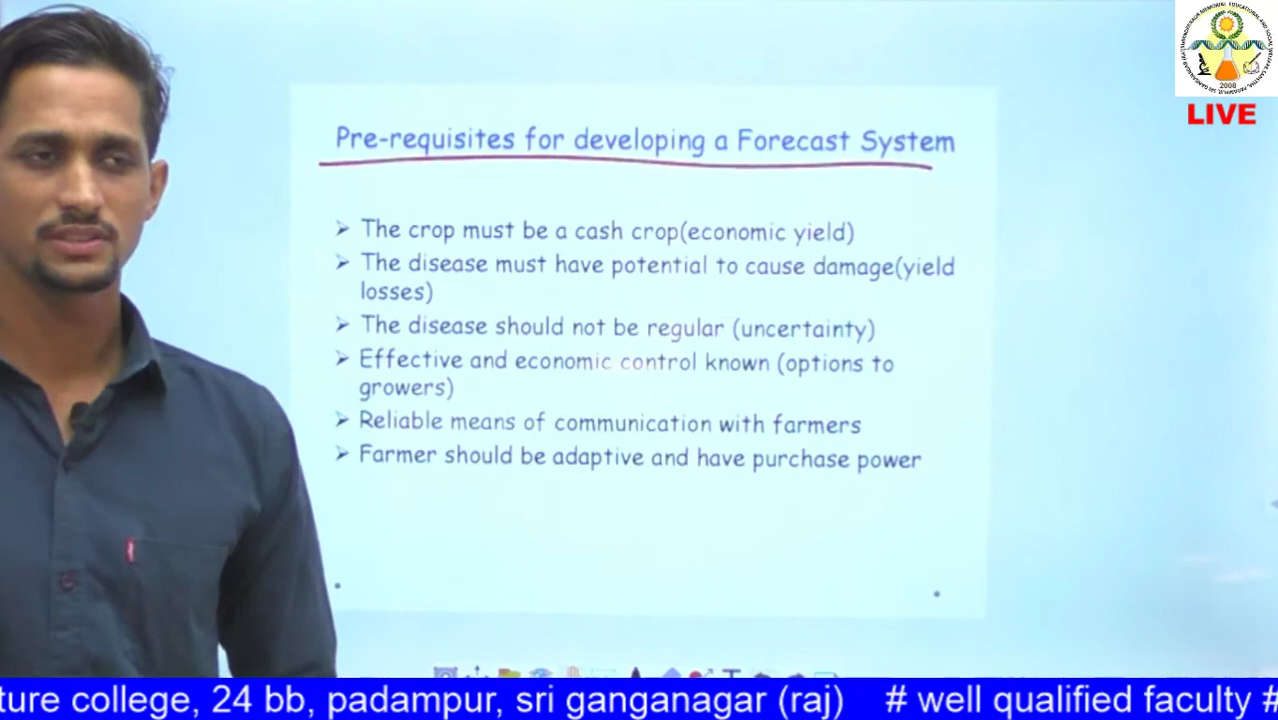 Pre-requisites for developing a Forecast System
➢ The crop must be a cash crop(economic yield)
➢ The disease must have potential to cause damage(yield
losses)
➢ The disease should not be regular (uncertainty)
➢ Effective and economic control known (options to
growers)
➢ Reliable means of communication with farmers
➢ Farmer should be adaptive and have purchase power
2008
LIVE
ture college, 24 bb, padampur, sri ganganagar (raj) # well qualified faculty #